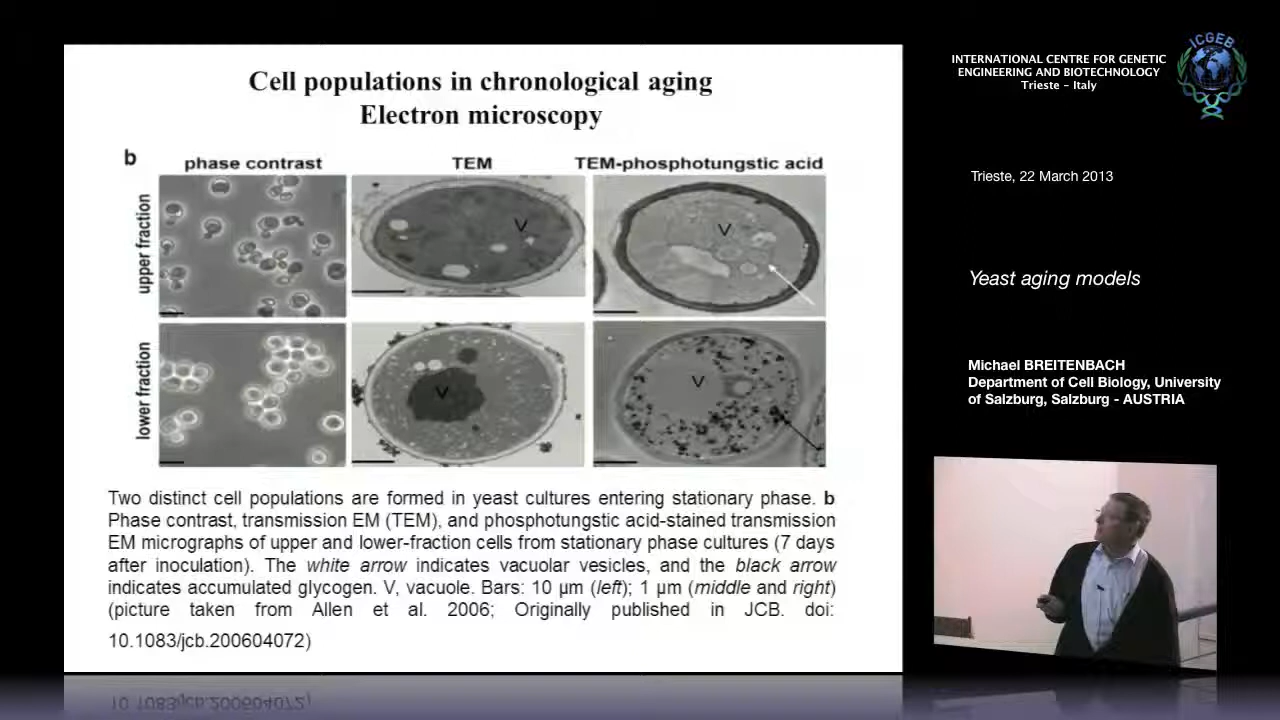 Cell populations in chronological aging
Electron microscopy
b
phase contrast
TEM
TEM-phosphotungstic acid
upper fraction
V
V
lower fraction
V
V
Two distinct cell populations are formed in yeast cultures entering stationary phase. b
Phase contrast, transmission EM (TEM), and phosphotungstic acid-stained transmission
EM micrographs of upper and lower-fraction cells from stationary phase cultures (7 days
after inoculation). The white arrow indicates vacuolar vesicles, and the black arrow
indicates accumulated glycogen. V, vacuole. Bars: 10 µm (left); 1 µm (middle and right)
(picture taken from Allen et al. 2006; Originally published in JCB. doi:
10.1083/jcb.200604072)
INTERNATIONAL CENTRE FOR GENETIC
ENGINEERING AND BIOTECHNOLOGY
Trieste - Italy
ICGEB
Trieste, 22 March 2013
Yeast aging models
Michael BREITENBACH
Department of Cell Biology, University
of Salzburg, Salzburg - AUSTRIA